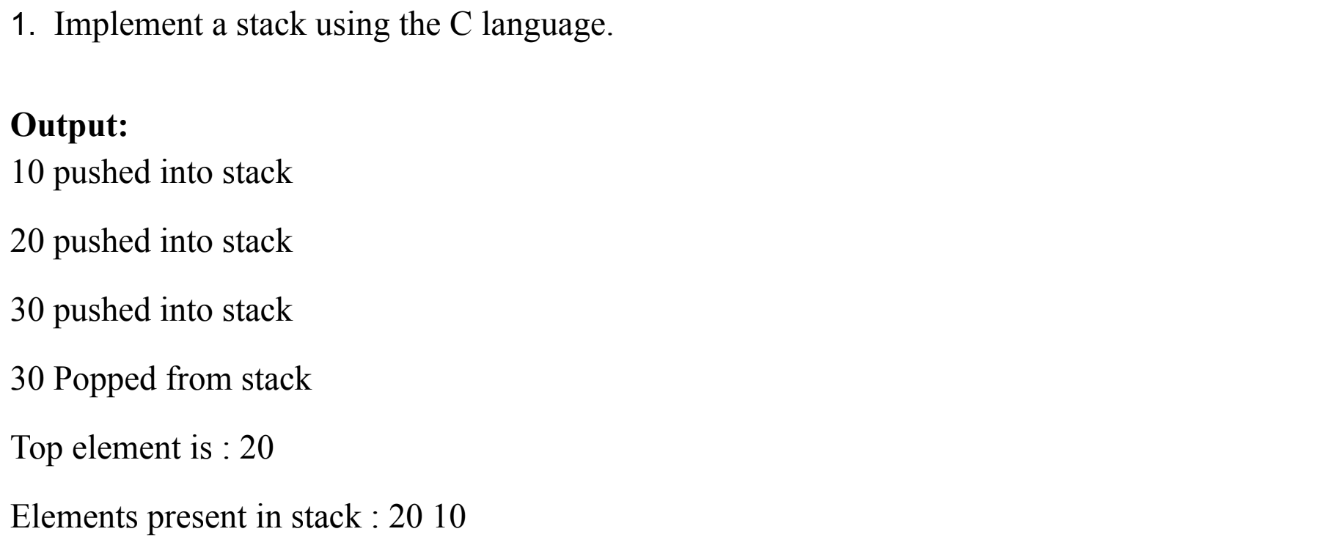 1. Implement a stack using the C language.
Output:
10 pushed into stack
20 pushed into stack
30 pushed into stack
30 Popped from stack
Top element is : 20
Elements present in stack : 20 10